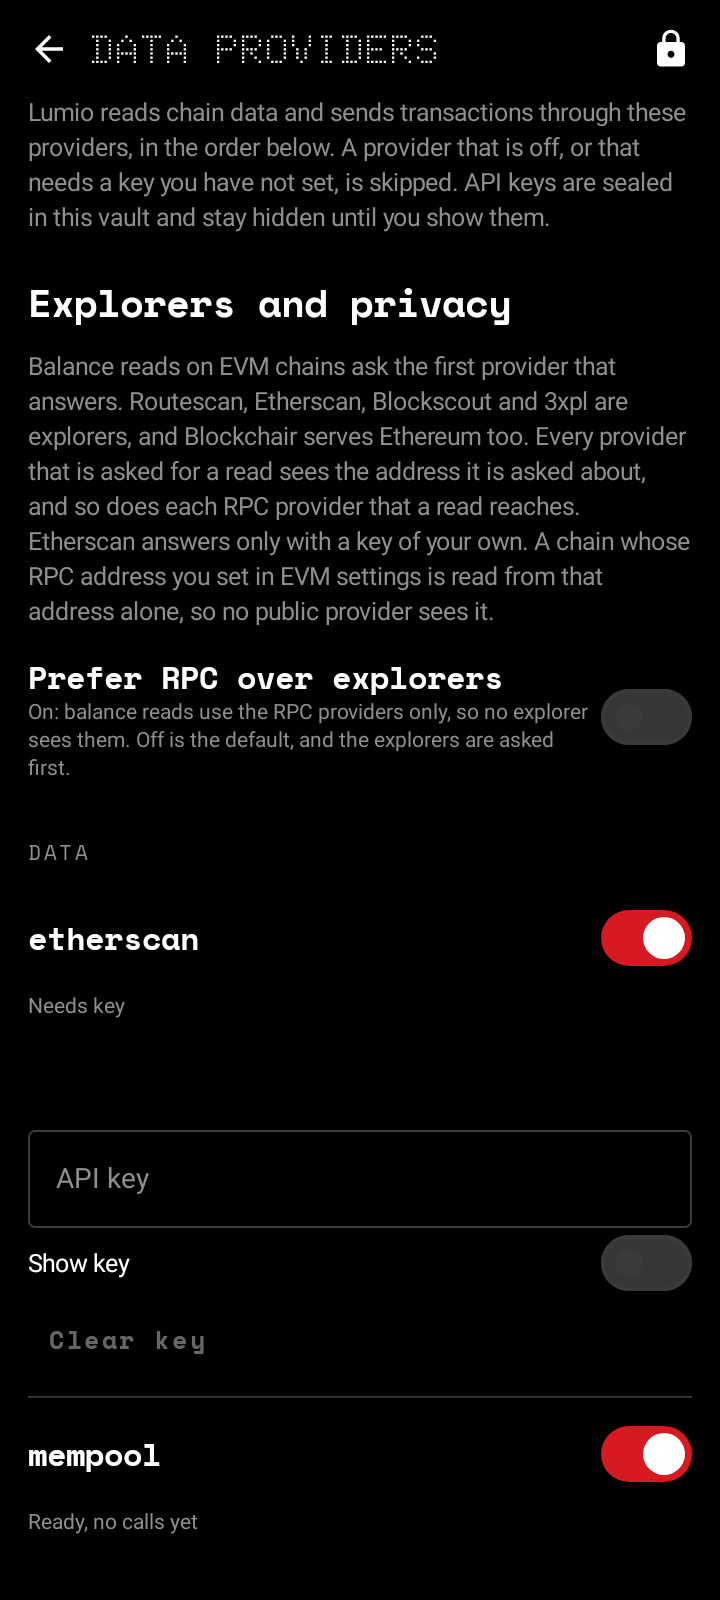 DATA PROVIDERS
Lumio reads chain data and sends transactions through these
providers, in the order below. A provider that is off, or that
needs a key you have not set, is skipped. API keys are sealed
in this vault and stay hidden until you show them.
Explorers and privacy
Balance reads on EVM chains ask the first provider that
answers. Routescan, Etherscan, Blockscout and 3xpl are
explorers, and Blockchair serves Ethereum too. Every provider
that is asked for a read sees the address it is asked about,
and so does each RPC provider that a read reaches.
Etherscan answers only with a key of your own. A chain whose
RPC address you set in EVM settings is read from that
address alone, so no public provider sees it.
Prefer RPC over explorers
On: balance reads use the RPC providers only, so no explorer
sees them. Off is the default, and the explorers are asked
first.
DATA
etherscan
Needs key
API key
Show key
Clear key
mempool
Ready, no calls yet